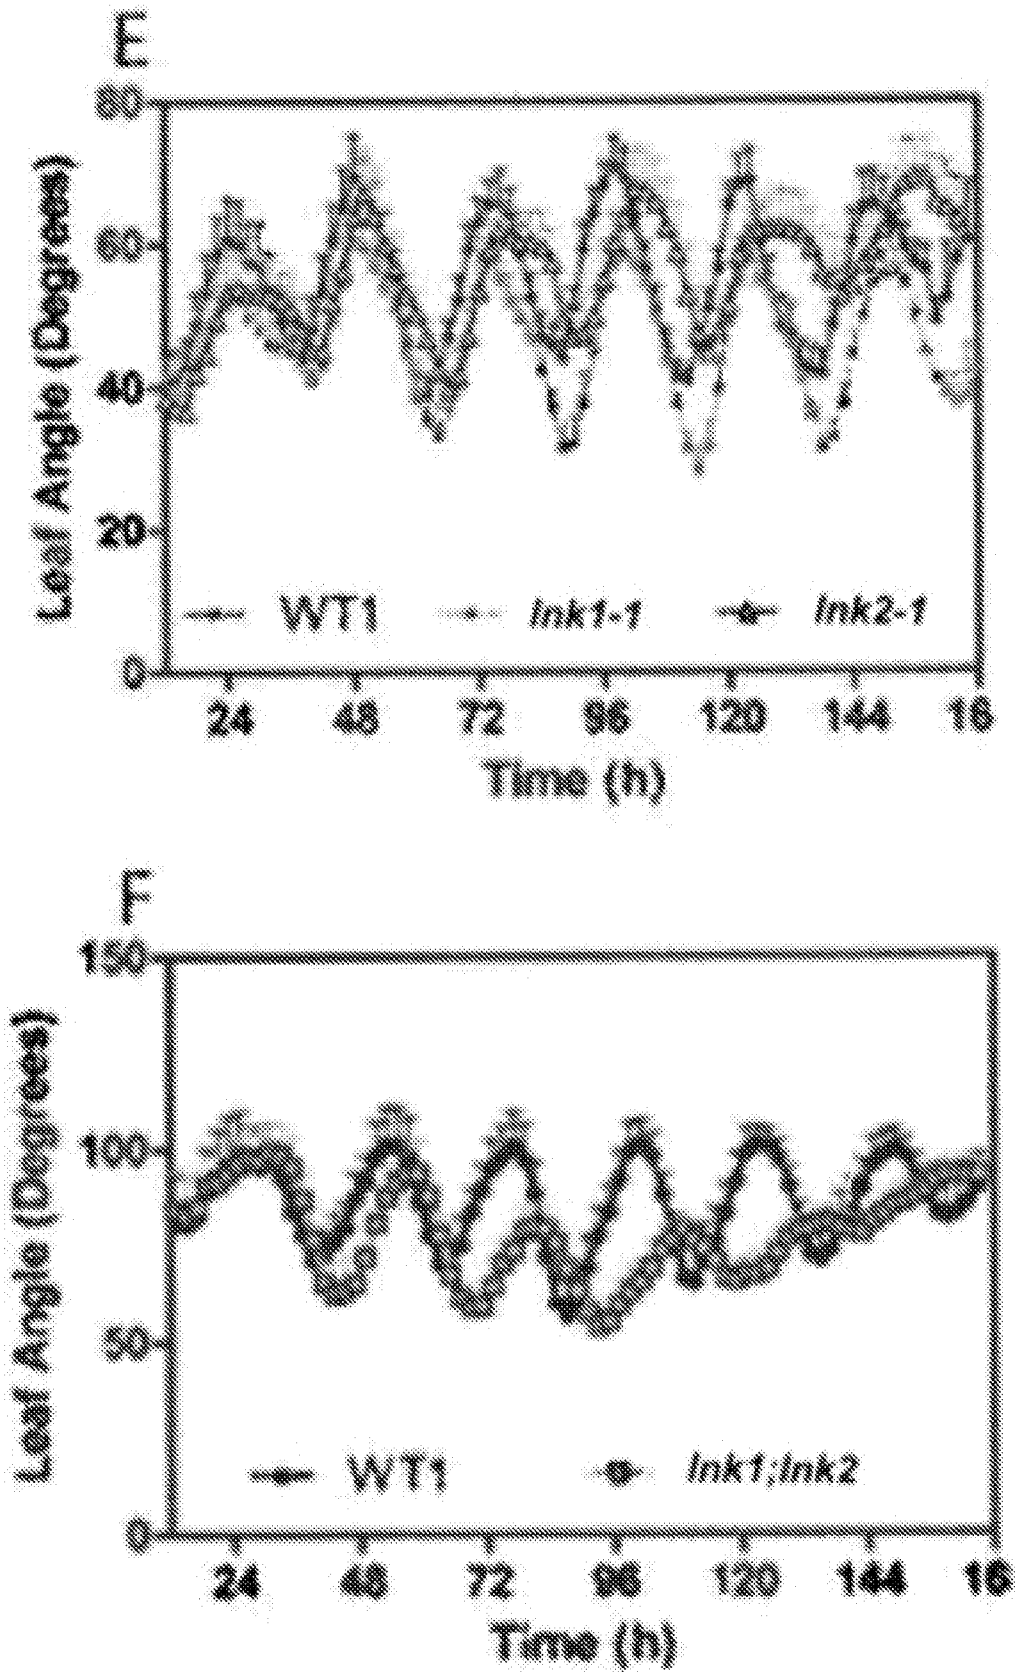 E
80
60
40
20
0
Leaf Angle (Degrees)
WT1 lnk1-1 lnk2-1
24 48 72 96 120 144 16
Time (h)
F
150
100
50
0
Leaf Angle (Degrees)
WT1 lnk1;lnk2
24 48 72 96 120 144 16
Time (h)